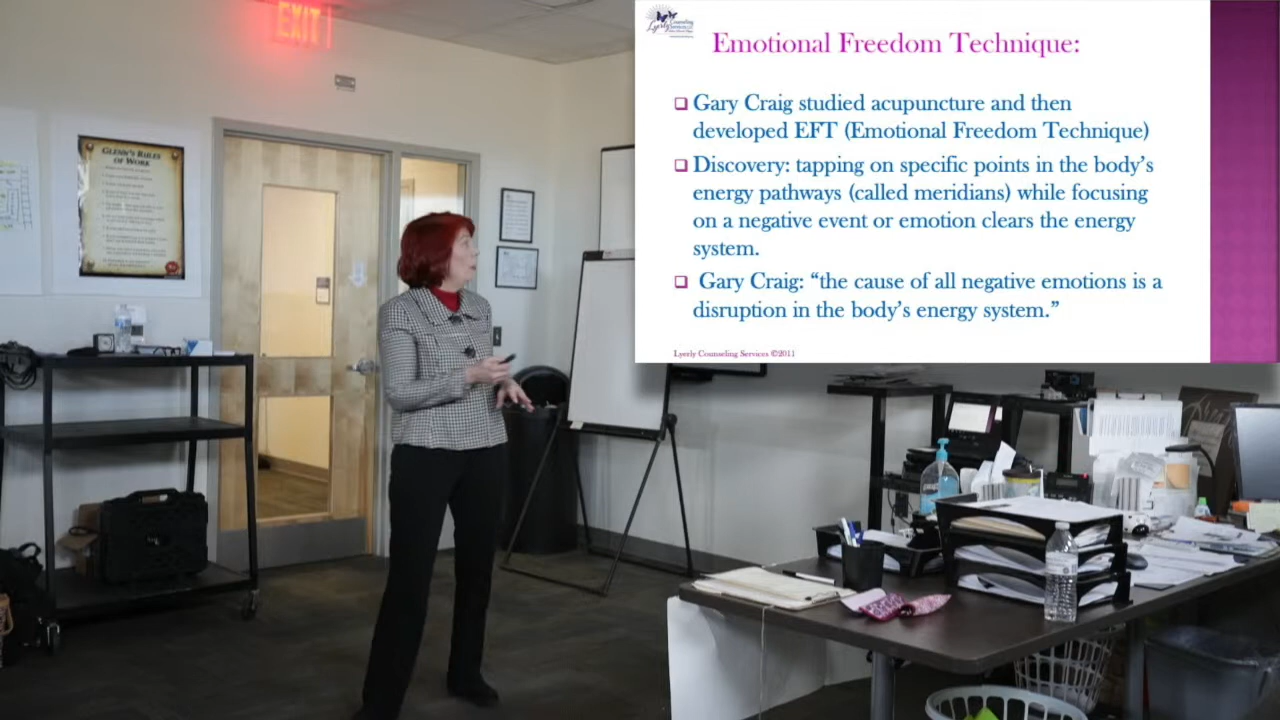 EXIT
GLENN'S RULES
OF WORK
Lyerly Counseling
Emotional Freedom Technique:
Gary Craig studied acupuncture and then
developed EFT (Emotional Freedom Technique)
Discovery: tapping on specific points in the body's
energy pathways (called meridians) while focusing
on a negative event or emotion clears the energy
system.
Gary Craig: “the cause of all negative emotions is a
disruption in the body's energy system.”
Lyerly Counseling Services ©2011